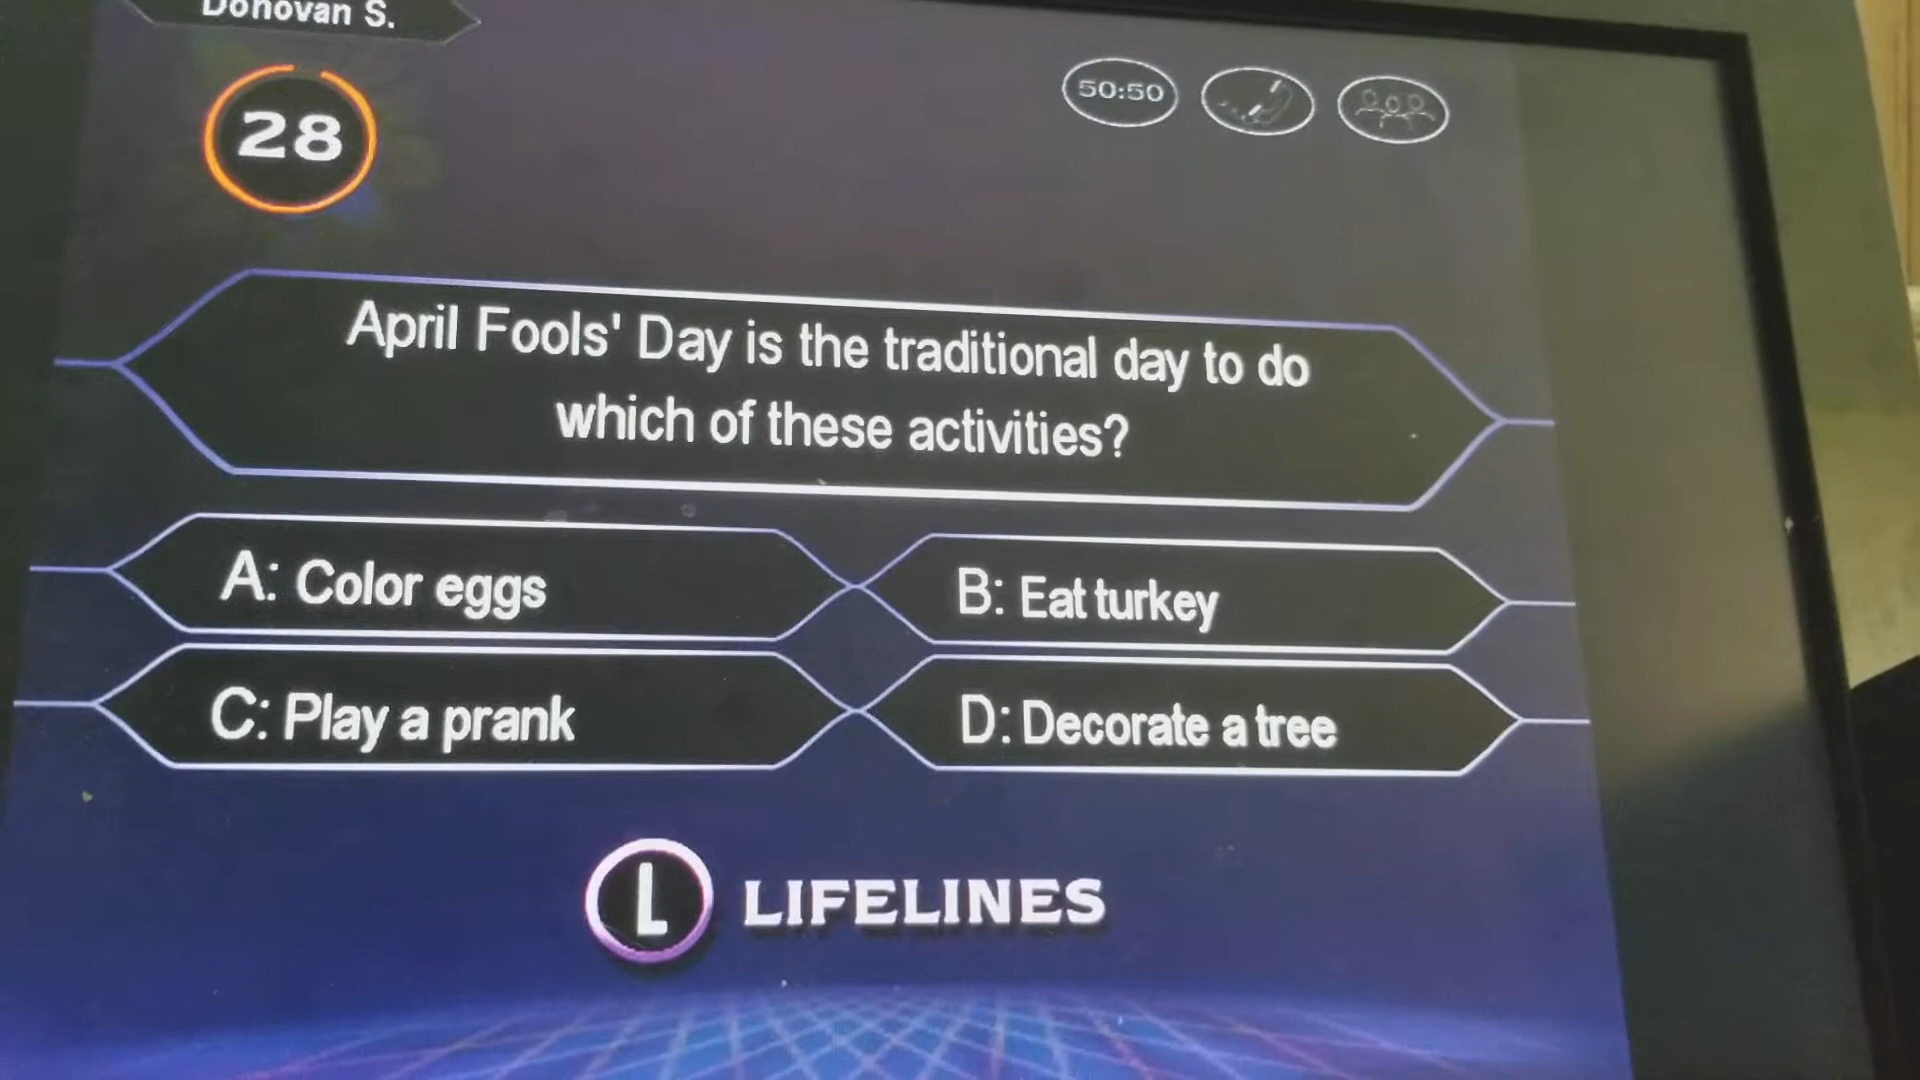 Donovan S.
28
50:50
April Fools' Day is the traditional day to do
which of these activities?
A: Color eggs
B: Eat turkey
C: Play a prank
D: Decorate a tree
L LIFELINES